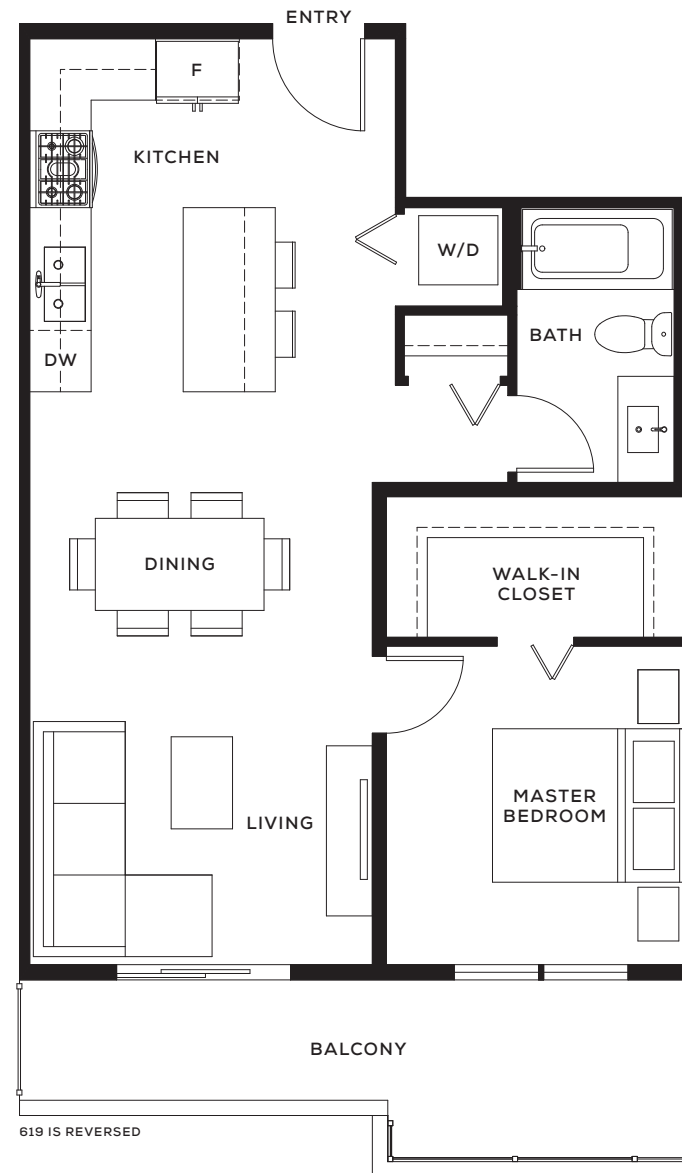 ENTRY
F
KITCHEN
W/D
BATH
DW
DINING
WALK-IN
CLOSET
MASTER
BEDROOM
LIVING
BALCONY
619 IS REVERSED